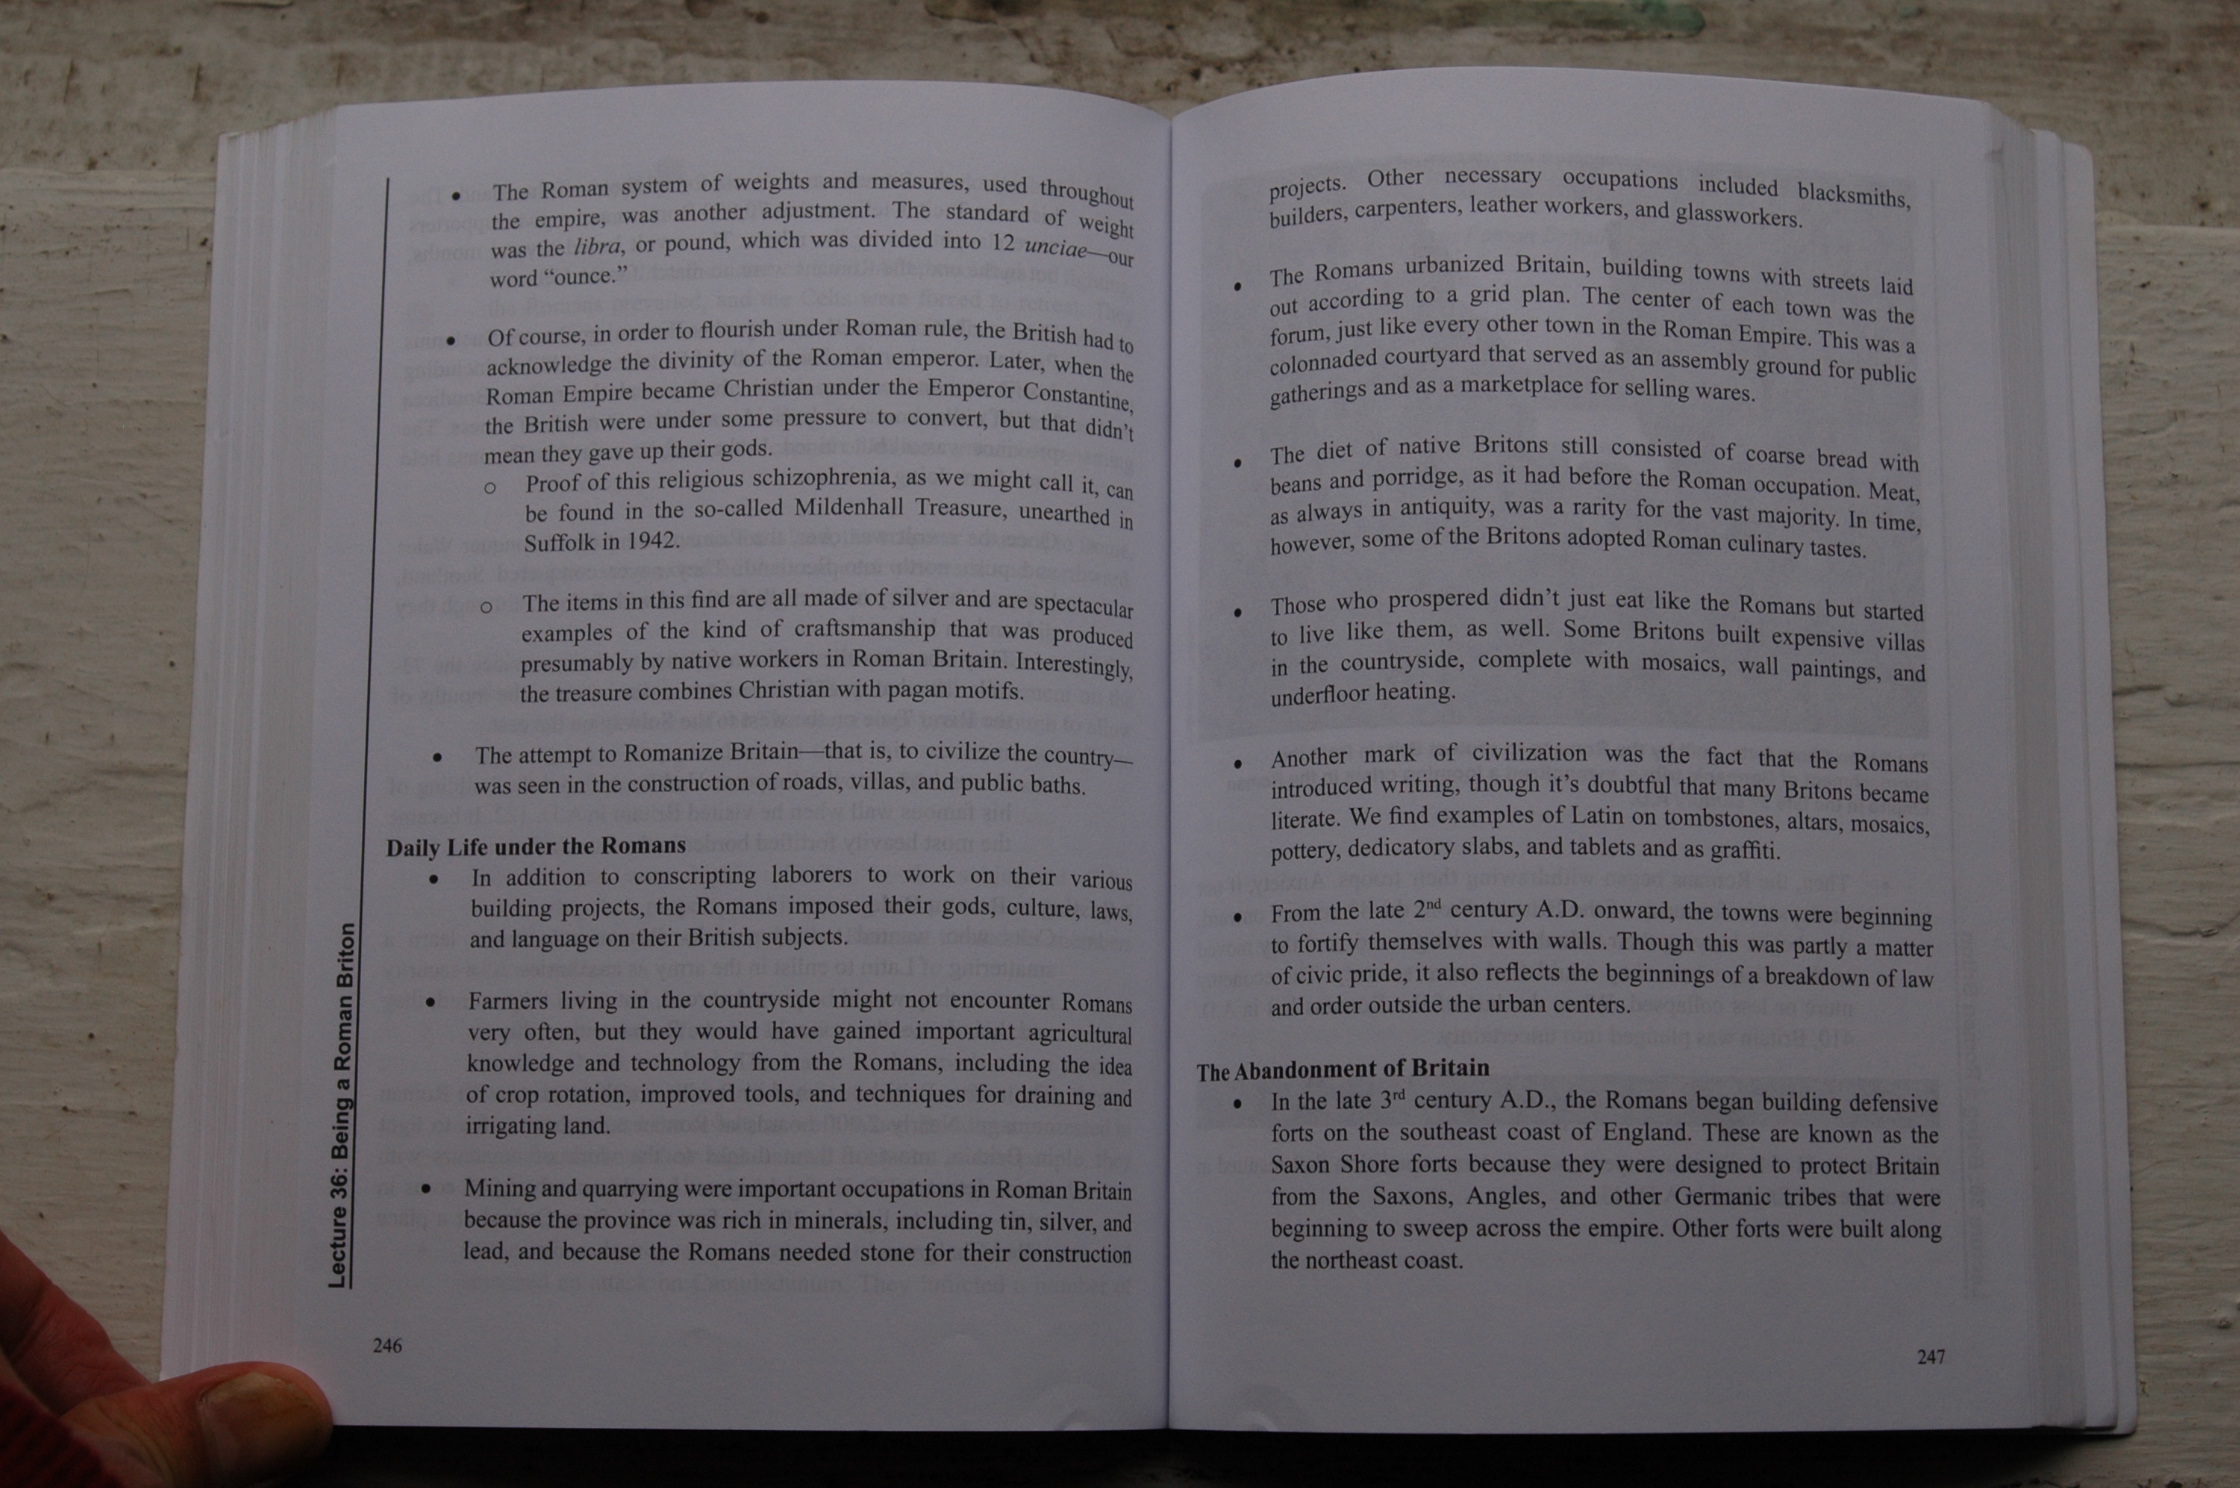 • The Roman system of weights and measures, used throughout
the empire, was another adjustment. The standard of weight
was the libra, or pound, which was divided into 12 unciae—our
word “ounce.”
• Of course, in order to flourish under Roman rule, the British had to
acknowledge the divinity of the Roman emperor. Later, when the
Roman Empire became Christian under the Emperor Constantine,
the British were under some pressure to convert, but that didn’t
mean they gave up their gods.
○ Proof of this religious schizophrenia, as we might call it, can
be found in the so-called Mildenhall Treasure, unearthed in
Suffolk in 1942.
○ The items in this find are all made of silver and are spectacular
examples of the kind of craftsmanship that was produced
presumably by native workers in Roman Britain. Interestingly,
the treasure combines Christian with pagan motifs.
• The attempt to Romanize Britain—that is, to civilize the country—
was seen in the construction of roads, villas, and public baths.
Daily Life under the Romans
• In addition to conscripting laborers to work on their various
building projects, the Romans imposed their gods, culture, laws,
and language on their British subjects.
• Farmers living in the countryside might not encounter Romans
very often, but they would have gained important agricultural
knowledge and technology from the Romans, including the idea
of crop rotation, improved tools, and techniques for draining and
irrigating land.
• Mining and quarrying were important occupations in Roman Britain
because the province was rich in minerals, including tin, silver, and
lead, and because the Romans needed stone for their construction
Lecture 36: Being a Roman Briton
246
projects. Other necessary occupations included blacksmiths,
builders, carpenters, leather workers, and glassworkers.
• The Romans urbanized Britain, building towns with streets laid
out according to a grid plan. The center of each town was the
forum, just like every other town in the Roman Empire. This was a
colonnaded courtyard that served as an assembly ground for public
gatherings and as a marketplace for selling wares.
• The diet of native Britons still consisted of coarse bread with
beans and porridge, as it had before the Roman occupation. Meat,
as always in antiquity, was a rarity for the vast majority. In time,
however, some of the Britons adopted Roman culinary tastes.
• Those who prospered didn’t just eat like the Romans but started
to live like them, as well. Some Britons built expensive villas
in the countryside, complete with mosaics, wall paintings, and
underfloor heating.
• Another mark of civilization was the fact that the Romans
introduced writing, though it’s doubtful that many Britons became
literate. We find examples of Latin on tombstones, altars, mosaics,
pottery, dedicatory slabs, and tablets and as graffiti.
• From the late 2nd century A.D. onward, the towns were beginning
to fortify themselves with walls. Though this was partly a matter
of civic pride, it also reflects the beginnings of a breakdown of law
and order outside the urban centers.
The Abandonment of Britain
• In the late 3rd century A.D., the Romans began building defensive
forts on the southeast coast of England. These are known as the
Saxon Shore forts because they were designed to protect Britain
from the Saxons, Angles, and other Germanic tribes that were
beginning to sweep across the empire. Other forts were built along
the northeast coast.
247